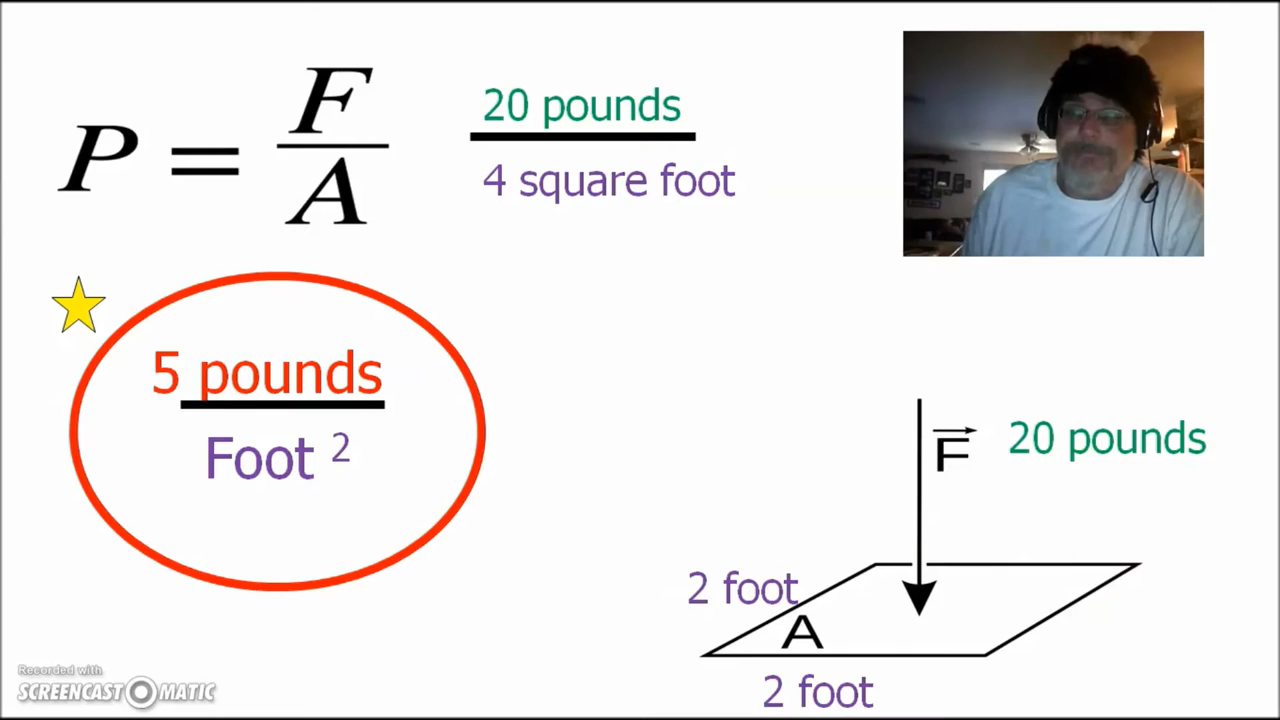 P = F/A
20 pounds
4 square foot
5 pounds
Foot ²
F
20 pounds
2 foot
A
2 foot
Recorded with
SCREENCAST-O-MATIC